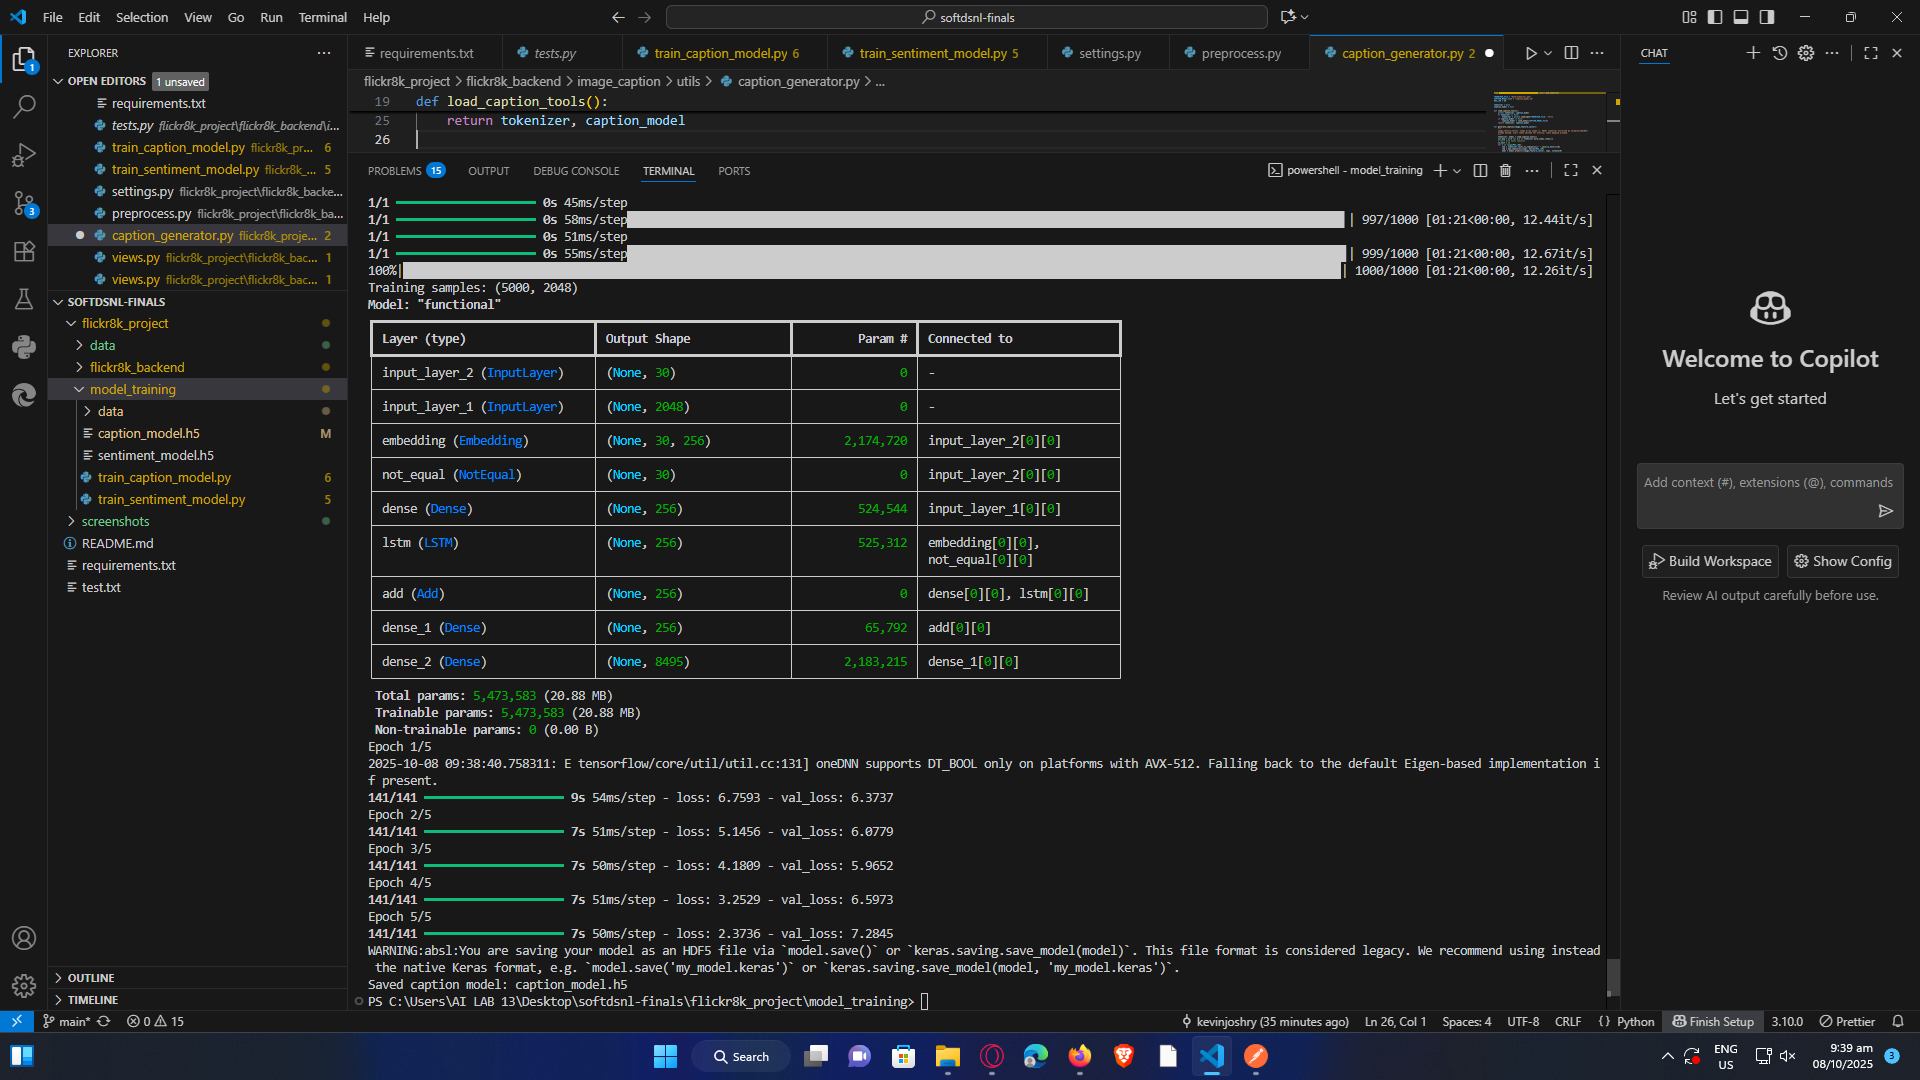 File Edit Selection View Go Run Terminal Help
softdsnl-finals
EXPLORER
OPEN EDITORS 1 unsaved
requirements.txt
tests.py flickr8k_project\flickr8k_backend\i...
train_caption_model.py flickr8k_pr... 6
train_sentiment_model.py flickr8k_... 5
settings.py flickr8k_project\flickr8k_backe...
preprocess.py flickr8k_project\flickr8k_ba...
caption_generator.py flickr8k_proje... 2
views.py flickr8k_project\flickr8k_bac... 1
views.py flickr8k_project\flickr8k_bac... 1
SOFTDSNL-FINALS
flickr8k_project
data
flickr8k_backend
model_training
data
caption_model.h5 M
sentiment_model.h5
train_caption_model.py 6
train_sentiment_model.py 5
screenshots
README.md
requirements.txt
test.txt
OUTLINE
TIMELINE
requirements.txt tests.py train_caption_model.py 6 train_sentiment_model.py 5 settings.py preprocess.py caption_generator.py 2
flickr8k_project > flickr8k_backend > image_caption > utils > caption_generator.py > ...
19 def load_caption_tools():
25 return tokenizer, caption_model
26
PROBLEMS 15 OUTPUT DEBUG CONSOLE TERMINAL PORTS
powershell - model_training
1/1 0s 45ms/step
1/1 0s 58ms/step | 997/1000 [01:21<00:00, 12.44it/s]
1/1 0s 51ms/step
1/1 0s 55ms/step | 999/1000 [01:21<00:00, 12.67it/s]
100%| | 1000/1000 [01:21<00:00, 12.26it/s]
Training samples: (5000, 2048)
Model: "functional"
Layer (type) Output Shape Param # Connected to
input_layer_2 (InputLayer) (None, 30) 0 -
input_layer_1 (InputLayer) (None, 2048) 0 -
embedding (Embedding) (None, 30, 256) 2,174,720 input_layer_2[0][0]
not_equal (NotEqual) (None, 30) 0 input_layer_2[0][0]
dense (Dense) (None, 256) 524,544 input_layer_1[0][0]
lstm (LSTM) (None, 256) 525,312 embedding[0][0],
not_equal[0][0]
add (Add) (None, 256) 0 dense[0][0], lstm[0][0]
dense_1 (Dense) (None, 256) 65,792 add[0][0]
dense_2 (Dense) (None, 8495) 2,183,215 dense_1[0][0]
Total params: 5,473,583 (20.88 MB)
Trainable params: 5,473,583 (20.88 MB)
Non-trainable params: 0 (0.00 B)
Epoch 1/5
2025-10-08 09:38:40.758311: E tensorflow/core/util/util.cc:131] oneDNN supports DT_BOOL only on platforms with AVX-512. Falling back to the default Eigen-based implementation i
f present.
141/141 9s 54ms/step - loss: 6.7593 - val_loss: 6.3737
Epoch 2/5
141/141 7s 51ms/step - loss: 5.1456 - val_loss: 6.0779
Epoch 3/5
141/141 7s 50ms/step - loss: 4.1809 - val_loss: 5.9652
Epoch 4/5
141/141 7s 51ms/step - loss: 3.2529 - val_loss: 6.5973
Epoch 5/5
141/141 7s 50ms/step - loss: 2.3736 - val_loss: 7.2845
WARNING:absl:You are saving your model as an HDF5 file via `model.save()` or `keras.saving.save_model(model)`. This file format is considered legacy. We recommend using instead
the native Keras format, e.g. `model.save('my_model.keras')` or `keras.saving.save_model(model, 'my_model.keras')`.
Saved caption model: caption_model.h5
PS C:\Users\AI LAB 13\Desktop\softdsnl-finals\flickr8k_project\model_training>
CHAT
Welcome to Copilot
Let's get started
Add context (#), extensions (@), commands
Build Workspace Show Config
Review AI output carefully before use.
1
3
main* 0 15
kevinjoshry (35 minutes ago) Ln 26, Col 1 Spaces: 4 UTF-8 CRLF {} Python Finish Setup 3.10.0 Prettier
Search
ENG
US
9:39 am
08/10/2025
3